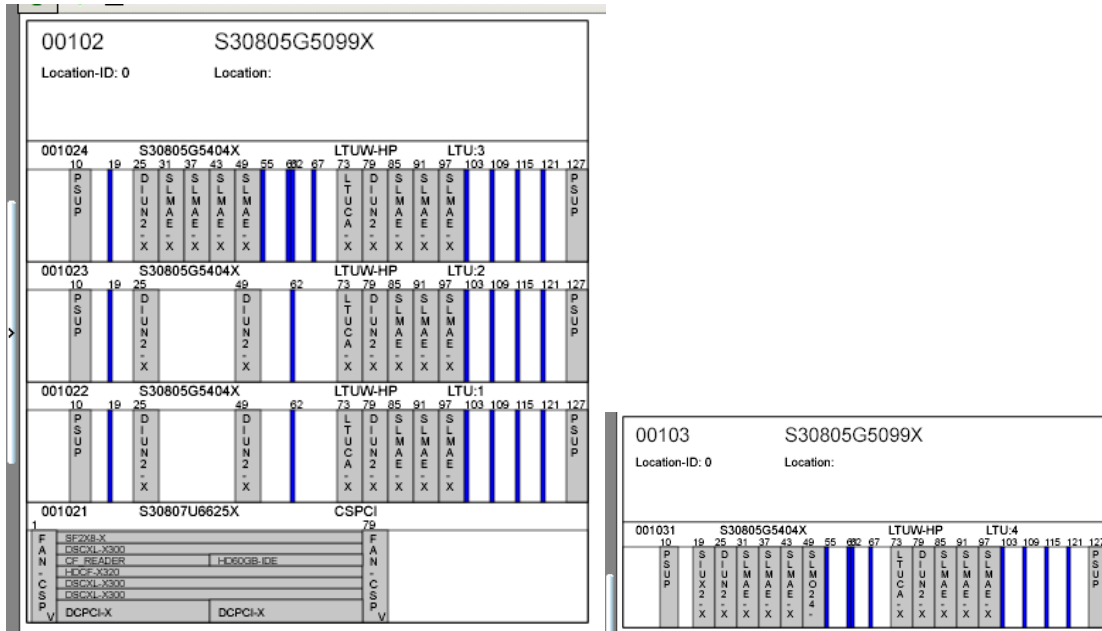 00102 S30805G5099X
Location-ID: 0 Location:
001024 S30805G5404X LTUW-HP LTU:3
10 19 25 31 37 43 49 55 67 73 79 85 91 97 103 109 115 121 127
PSUP DIUN2-X SLMAE-X SLMAE-X SLMAE-X SLMAE-X LTUCA-X DIUN2-X SLMAE-X SLMAE-X SLMAE-X PSUP
001023 S30805G5404X LTUW-HP LTU:2
10 19 25 49 62 73 79 85 91 97 103 109 115 121 127
PSUP DIUN2-X DIUN2-X LTUCA-X DIUN2-X SLMAE-X SLMAE-X SLMAE-X PSUP
001022 S30805G5404X LTUW-HP LTU:1
10 19 25 49 62 73 79 85 91 97 103 109 115 121 127
PSUP DIUN2-X DIUN2-X LTUCA-X DIUN2-X SLMAE-X SLMAE-X SLMAE-X PSUP
001021 S30807U6625X CSPCI
1 79
FAN-CSPV FAN-CSPV
SF2X8-X
DSCXL-X300
CF_READER HD60GB-IDE
HDCF-X320
DSCXL-X300
DSCXL-X300
DCPCI-X DCPCI-X
00103 S30805G5099X
Location-ID: 0 Location:
001031 S30805G5404X LTUW-HP LTU:4
10 19 25 31 37 43 49 55 67 73 79 85 91 97 103 109 115 121 127
PSUP SIUX2-X DIUN2-X SLMAE-X SLMAE-X SLMAE-X SLMO24- LTUCA-X DIUN2-X SLMAE-X SLMAE-X SLMAE-X PSUP